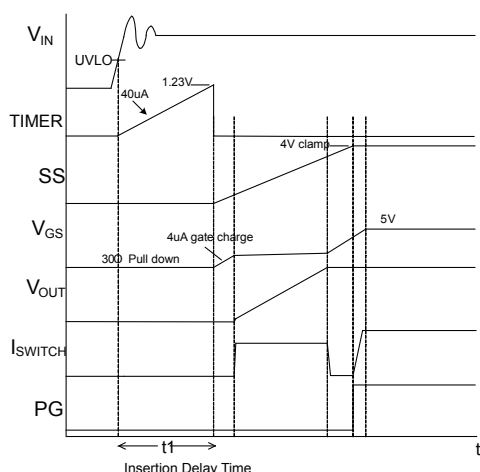 VIN
UVLO
1.23V
40uA
TIMER
4V clamp
SS
VGS
5V
4uA gate charge
30Ω Pull down
VOUT
ISWITCH
PG
t1
t
Insertion Delay Time